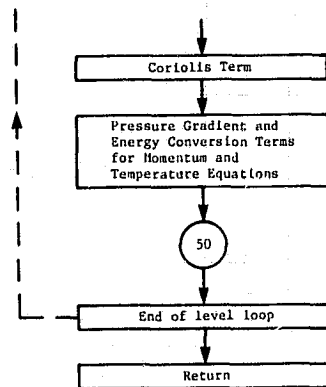 Coriolis Term
Pressure Gradient and
Energy Conversion Terms
for Momentum and
Temperature Equations
50
End of level loop
Return